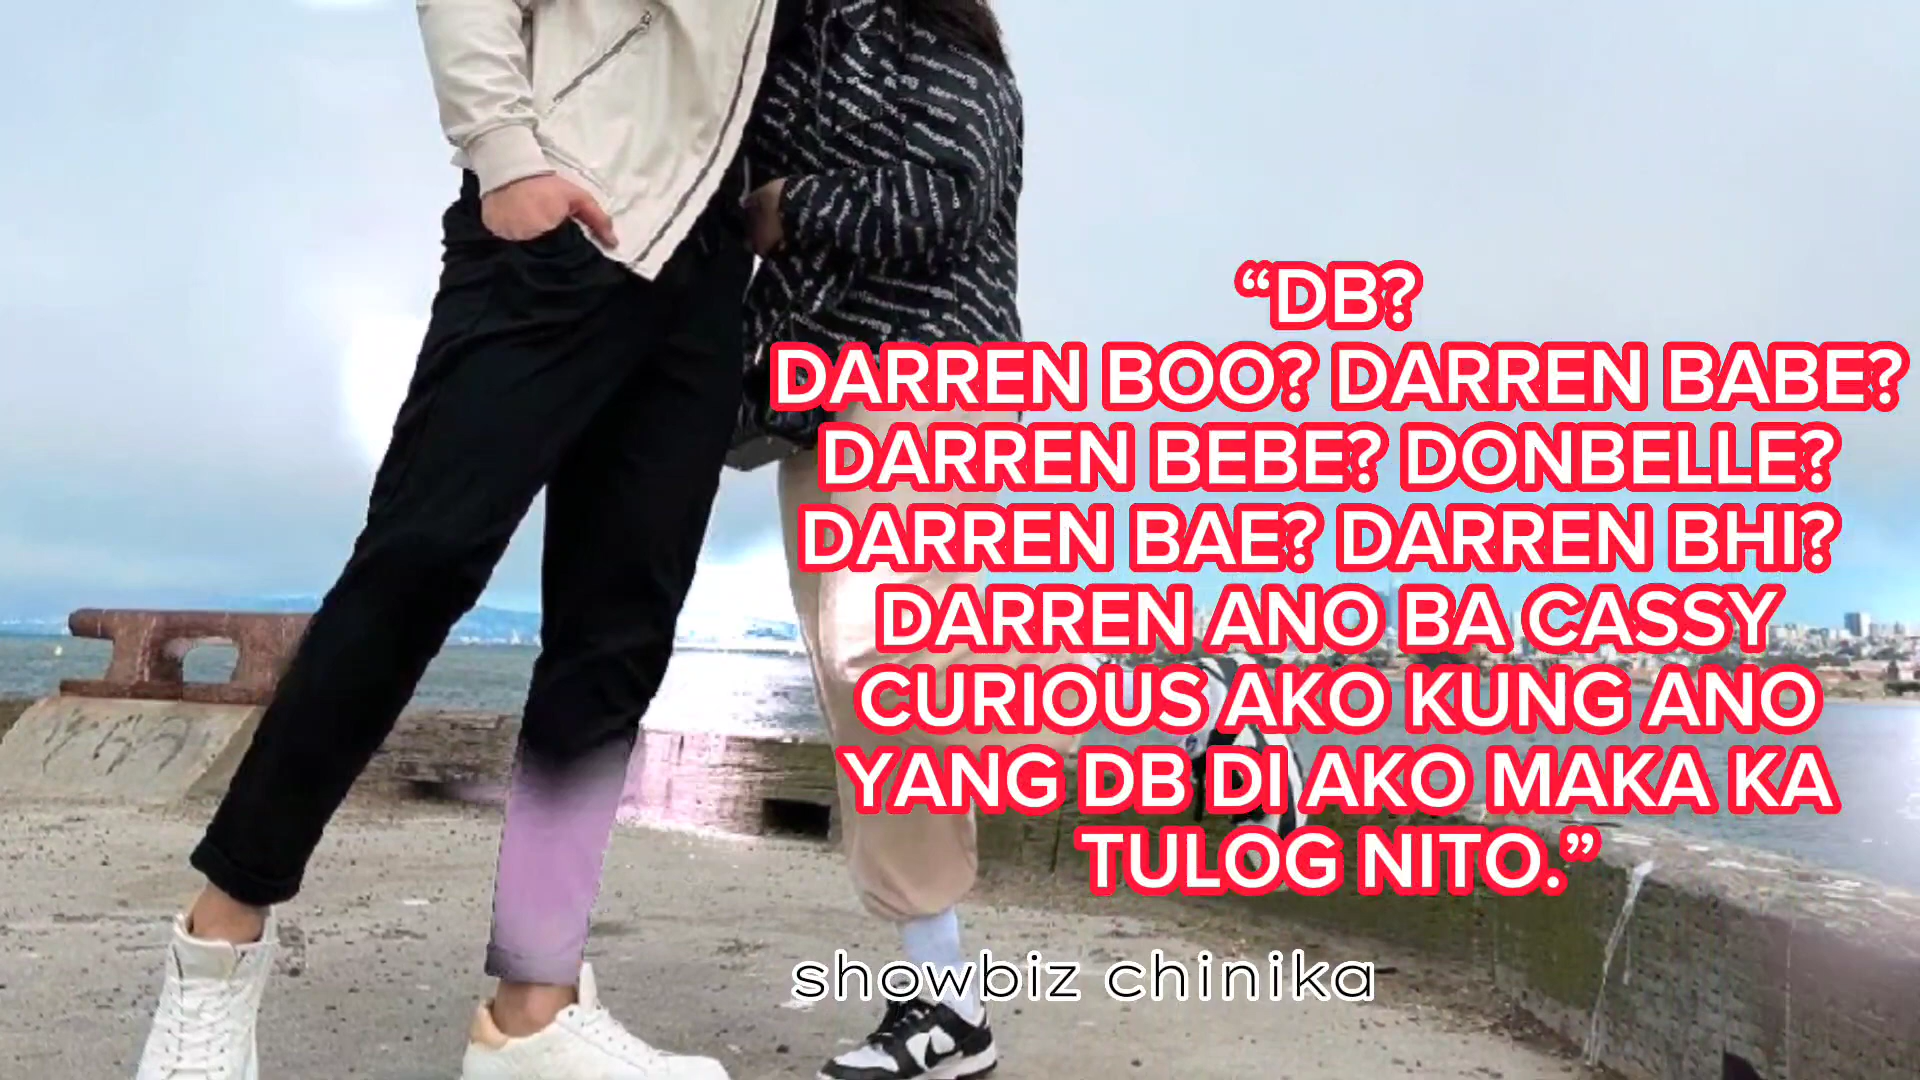 “DB?
DARREN BOO? DARREN BABE?
DARREN BEBE? DONBELLE?
DARREN BAE? DARREN BHI?
DARREN ANO BA CASSY
CURIOUS AKO KUNG ANO
YANG DB DI AKO MAKA KA
TULOG NITO.”
showbiz chinika